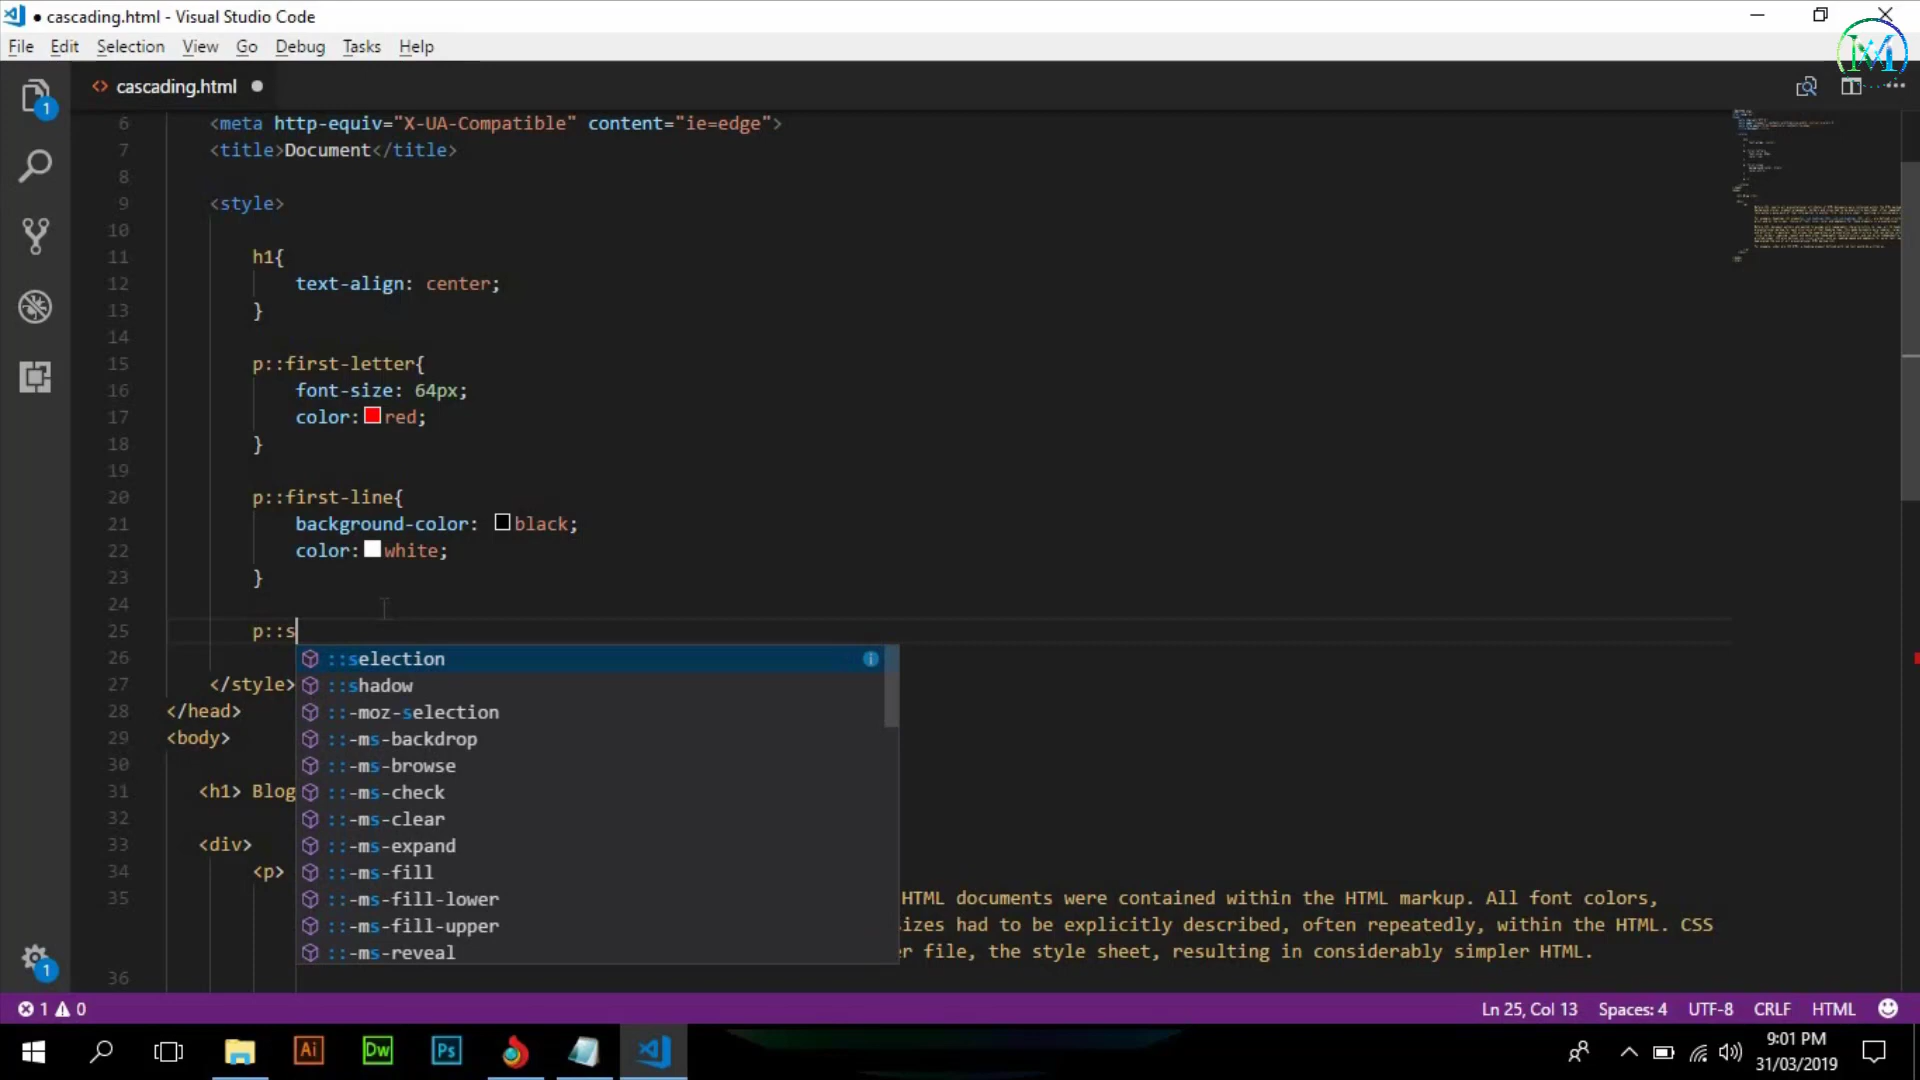 ● cascading.html - Visual Studio Code
File Edit Selection View Go Debug Tasks Help
<> cascading.html ●
1
6 <meta http-equiv="X-UA-Compatible" content="ie=edge">
7 <title>Document</title>
8
9 <style>
10
11 h1{
12 text-align: center;
13 }
14
15 p::first-letter{
16 font-size: 64px;
17 color: red;
18 }
19
20 p::first-line{
21 background-color: black;
22 color: white;
23 }
24
25 p::s
26 ::selection
::shadow
27 </style>
28 </head>
::-moz-selection
29 <body>
::-ms-backdrop
30 ::-ms-browse
31 <h1> Blog
::-ms-check
32 ::-ms-clear
33 <div>
::-ms-expand
34 <p>
::-ms-fill
35 ::-ms-fill-lower
HTML documents were contained within the HTML markup. All font colors,
::-ms-fill-upper
izes had to be explicitly described, often repeatedly, within the HTML. CSS
::-ms-reveal
r file, the style sheet, resulting in considerably simpler HTML.
36
1
1 0 Ln 25, Col 13 Spaces: 4 UTF-8 CRLF HTML
Ai Dw Ps
9:01 PM
31/03/2019